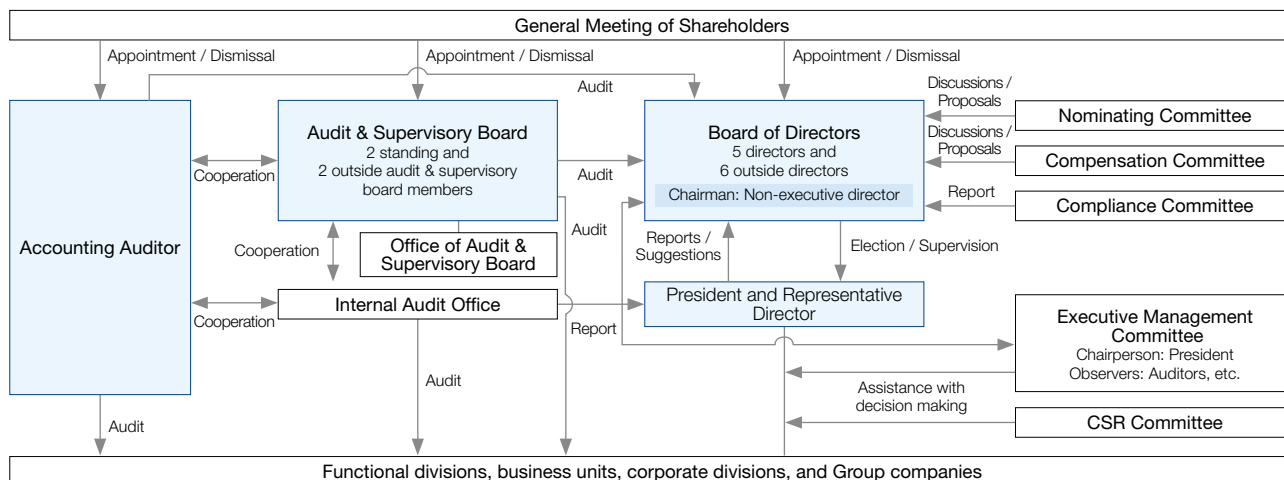 General Meeting of Shareholders
Appointment / Dismissal
Appointment / Dismissal
Appointment / Dismissal
Audit
Discussions /
Proposals
Nominating Committee
Audit & Supervisory Board
2 standing and
2 outside audit & supervisory
board members
Board of Directors
5 directors and
6 outside directors
Chairman: Non-executive director
Discussions /
Proposals
Compensation Committee
Cooperation
Audit
Report
Compliance Committee
Accounting Auditor
Cooperation
Office of Audit &
Supervisory Board
Audit
Reports /
Suggestions
Election / Supervision
Internal Audit Office
Cooperation
Report
President and Representative
Director
Executive Management
Committee
Chairperson: President
Observers: Auditors, etc.
Audit
Assistance with
decision making
CSR Committee
Audit
Functional divisions, business units, corporate divisions, and Group companies